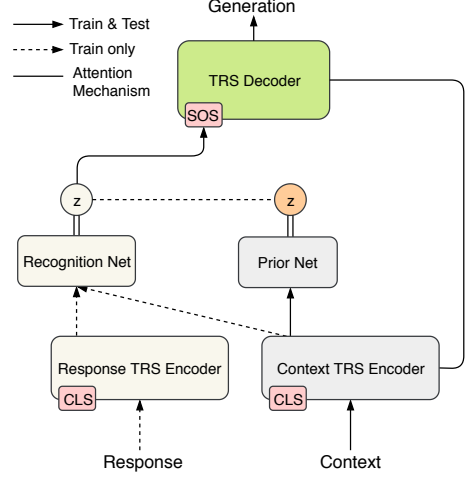 Generation
Train & Test
Train only
Attention
Mechanism
TRS Decoder
SOS
z
z
Recognition Net
Prior Net
Response TRS Encoder
Context TRS Encoder
CLS
CLS
Response
Context